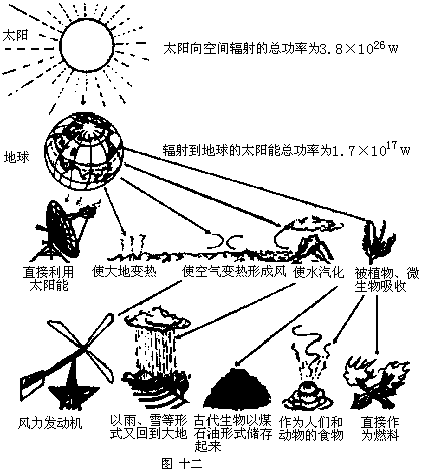 太阳
太阳向空间辐射的总功率为3.8×10²⁶W
地球
辐射到地球的太阳能总功率为1.7×10¹⁷W
直接利用
太阳能
使大地变热
使空气变热形成风
使水汽化
被植物、微
生物吸收
风力发动机
以雨、雪等形
式又回到大地
古代生物以煤
石油形式储存
起来
作为人们和
动物的食物
直接作
为燃料
图 十二